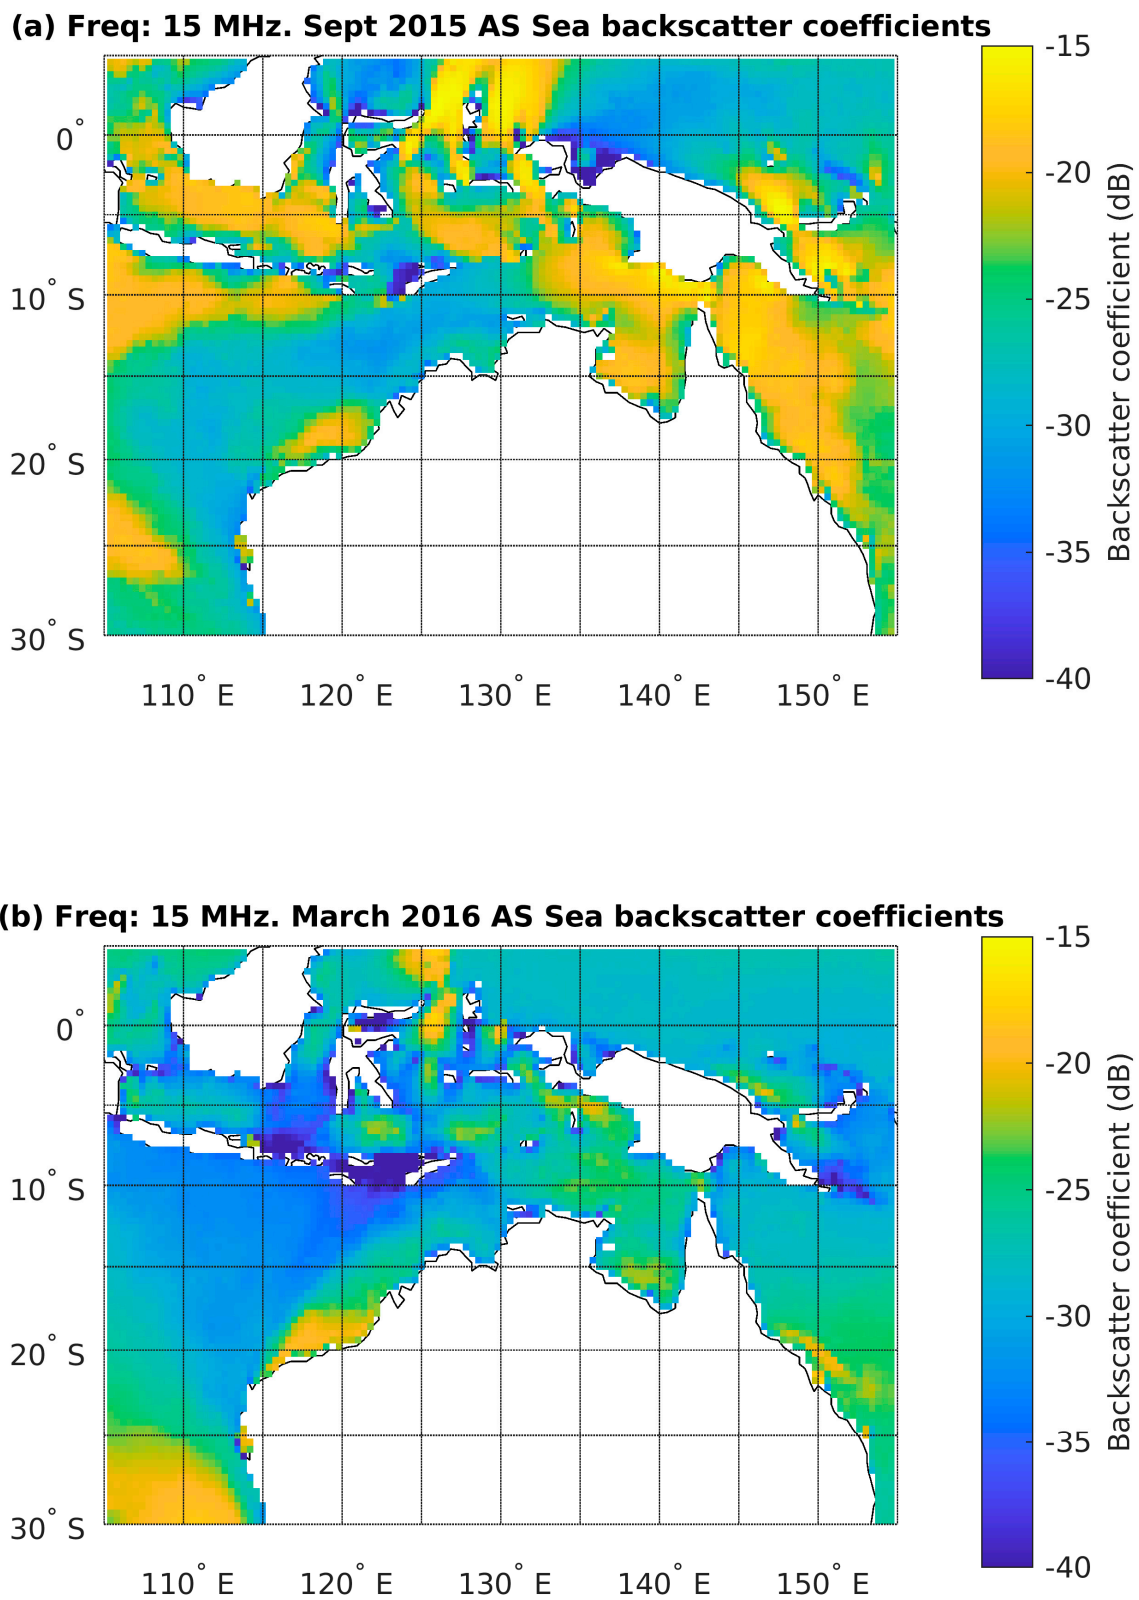 (a) Freq: 15 MHz. Sept 2015 AS Sea backscatter coefficients
-15
-20
-25
-30
-35
-40
Backscatter coefficient (dB)
0°
10° S
20° S
30° S
110° E
120° E
130° E
140° E
150° E
(b) Freq: 15 MHz. March 2016 AS Sea backscatter coefficients
-15
-20
-25
-30
-35
-40
Backscatter coefficient (dB)
0°
10° S
20° S
30° S
110° E
120° E
130° E
140° E
150° E